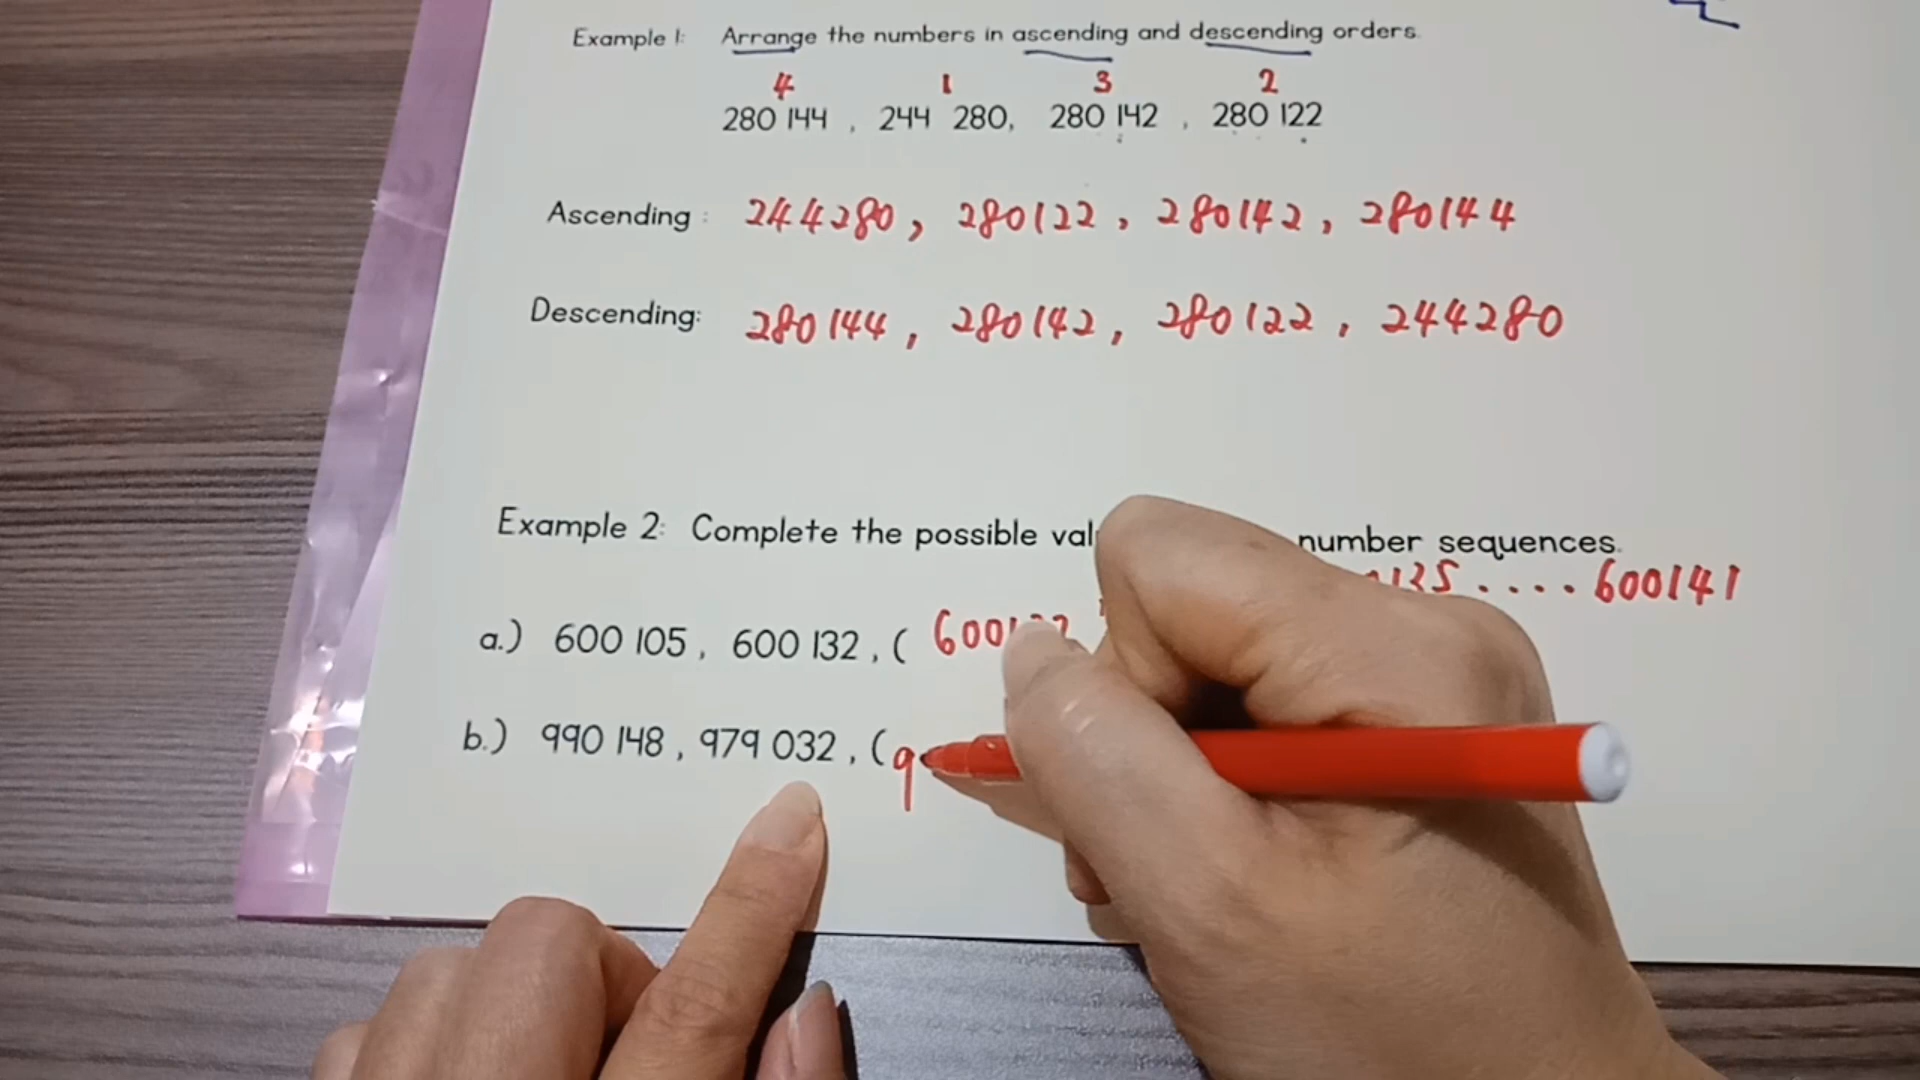 Example 1: Arrange the numbers in ascending and descending orders.
4 1 3 2
280 144 , 244 280, 280 142 , 280 122
Ascending : 244280, 280122, 280142, 280144
Descending: 280144, 280142, 280122, 244280
Example 2: Complete the possible number sequences.
.... 600141
a.) 600 105 , 600 132 , (
b.) 990 148 , 979 032 , ( 9